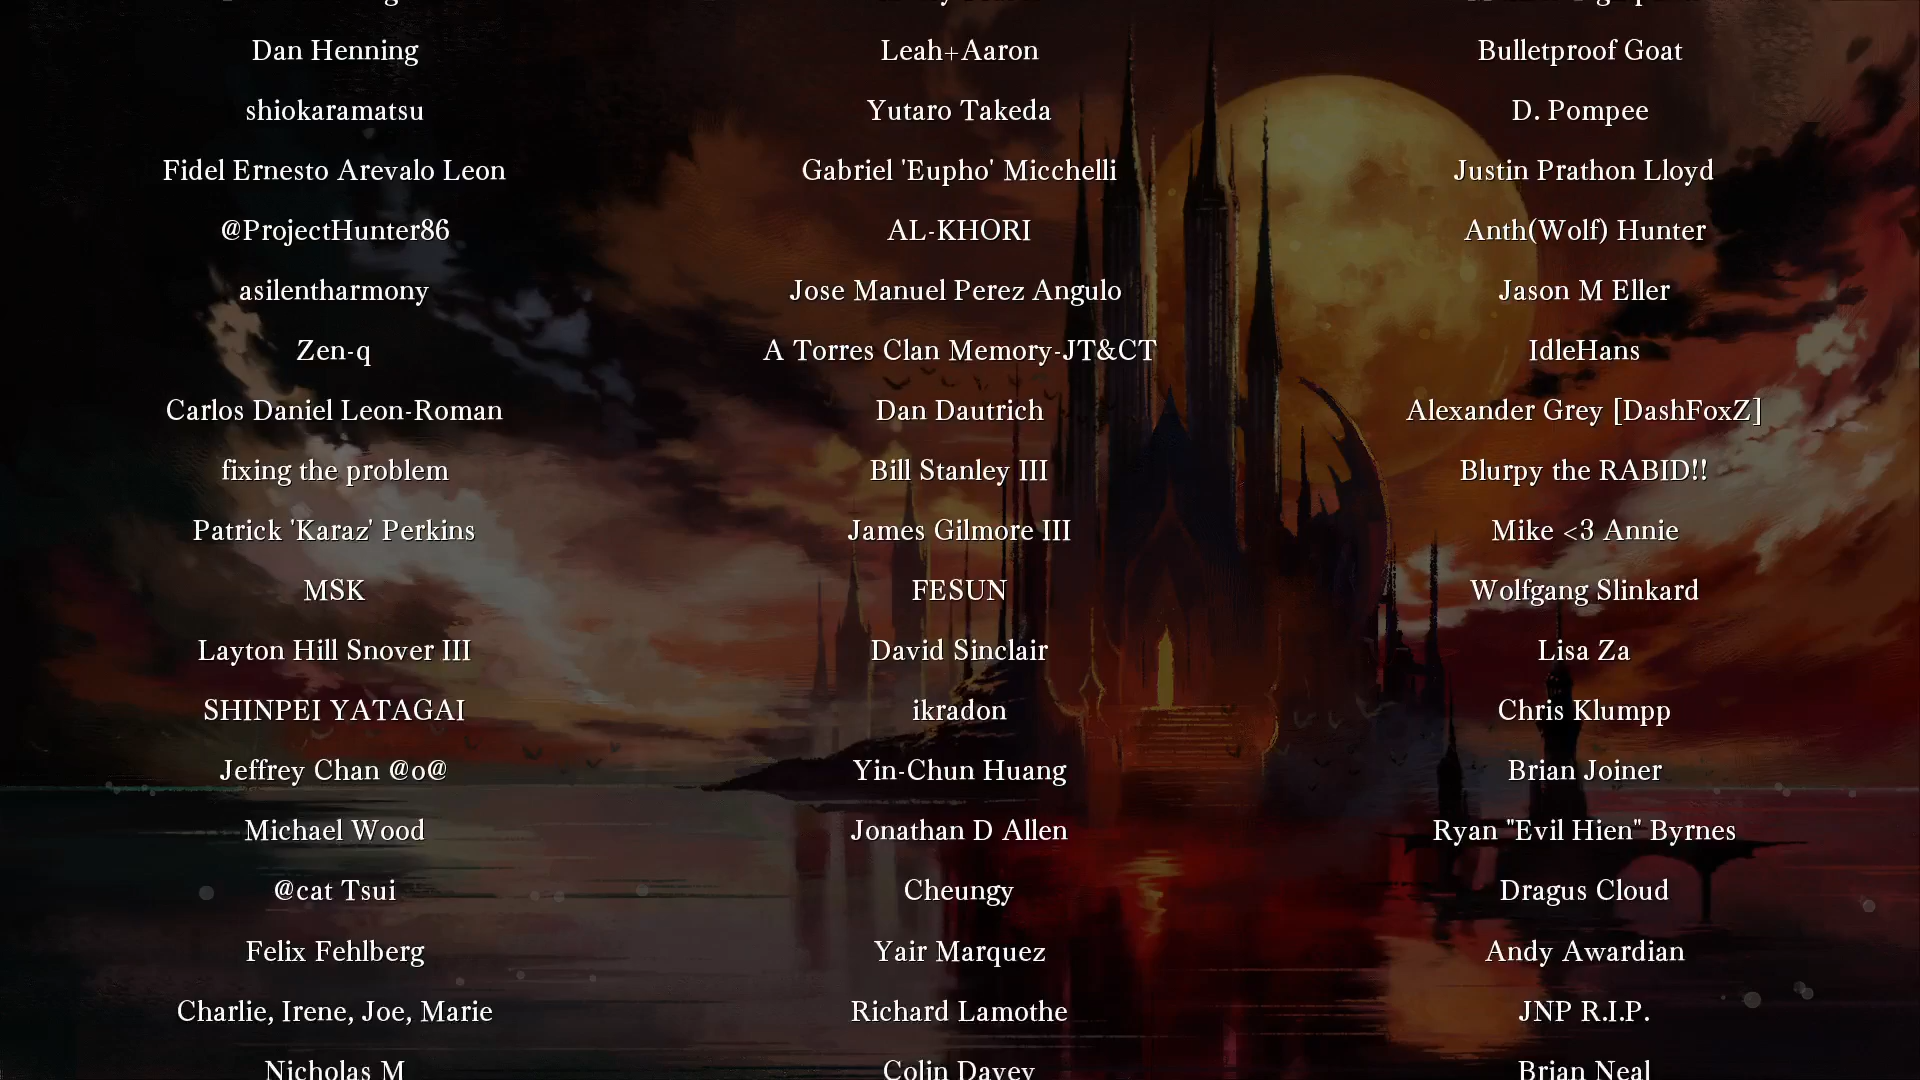 Dan Henning
Leah+Aaron
Bulletproof Goat
shiokaramatsu
Yutaro Takeda
D. Pompee
Fidel Ernesto Arevalo Leon
Gabriel 'Eupho' Micchelli
Justin Prathon Lloyd
@ProjectHunter86
AL-KHORI
Anth(Wolf) Hunter
asilentharmony
Jose Manuel Perez Angulo
Jason M Eller
Zen-q
A Torres Clan Memory-JT&CT
IdleHans
Carlos Daniel Leon-Roman
Dan Dautrich
Alexander Grey [DashFoxZ]
fixing the problem
Bill Stanley III
Blurpy the RABID!!
Patrick 'Karaz' Perkins
James Gilmore III
Mike <3 Annie
MSK
FESUN
Wolfgang Slinkard
Layton Hill Snover III
David Sinclair
Lisa Za
SHINPEI YATAGAI
ikradon
Chris Klumpp
Jeffrey Chan @o@
Yin-Chun Huang
Brian Joiner
Michael Wood
Jonathan D Allen
Ryan "Evil Hien" Byrnes
@cat Tsui
Cheungy
Dragus Cloud
Felix Fehlberg
Yair Marquez
Andy Awardian
Charlie, Irene, Joe, Marie
Richard Lamothe
JNP R.I.P.
Nicholas M
Colin Davey
Brian Neal